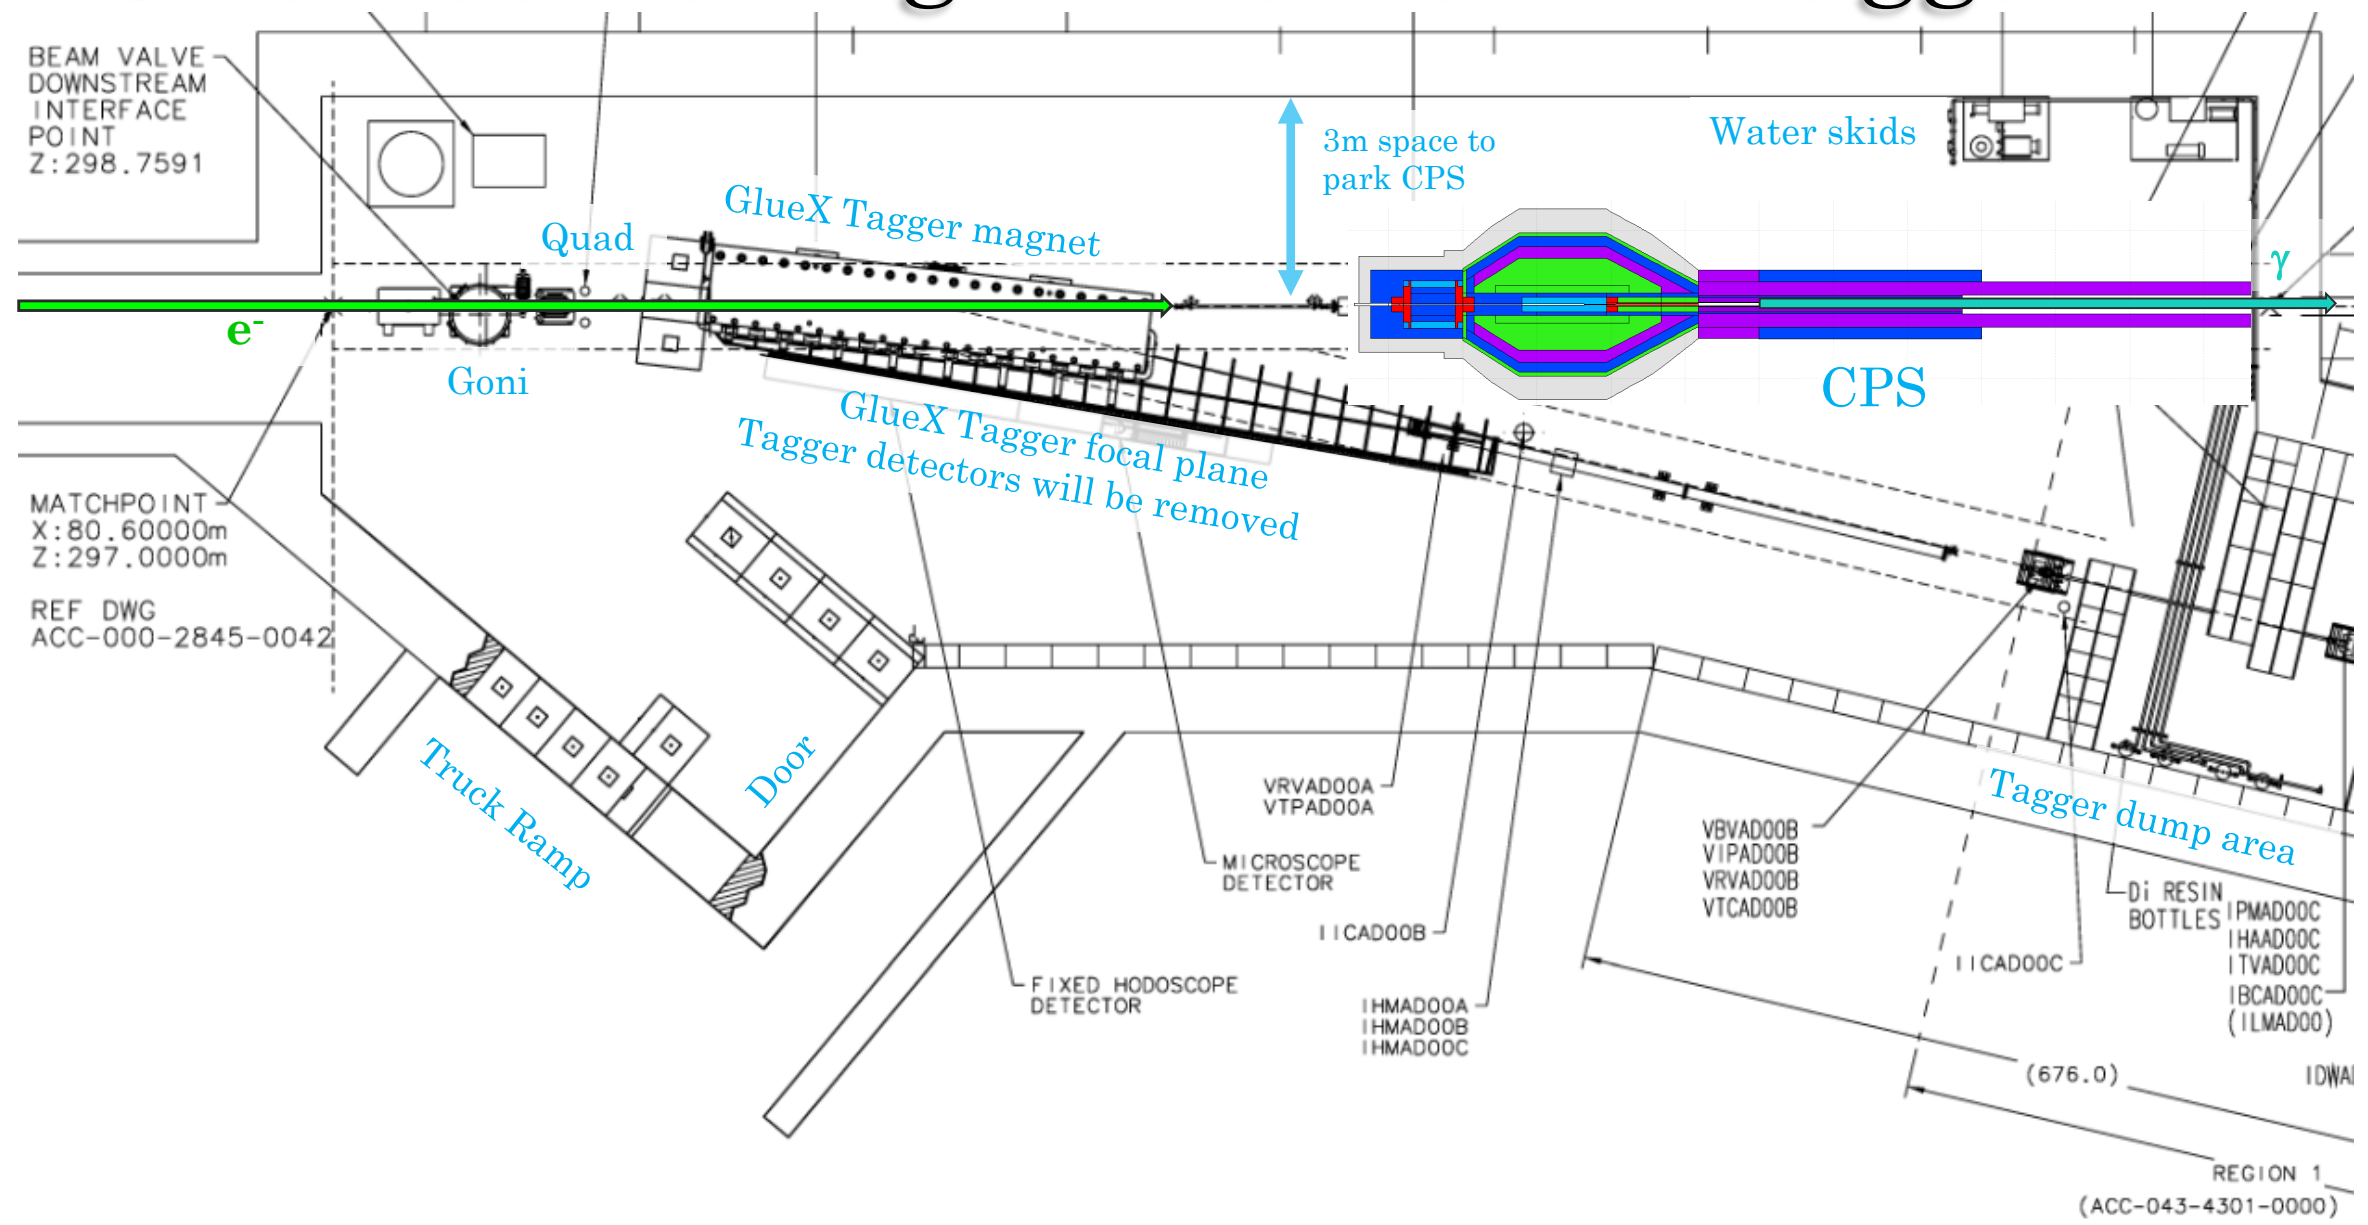 BEAM VALVE
DOWNSTREAM
INTERFACE
POINT
Z:298.7591
3m space to
park CPS
Water skids
GlueX Tagger magnet
Quad
γ
e-
Goni
CPS
GlueX Tagger focal plane
Tagger detectors will be removed
MATCHPOINT
X:80.60000m
Z:297.0000m
REF DWG
ACC-000-2845-0042
Truck Ramp
Door
VRVAD00A
VTPAD00A
MICROSCOPE
DETECTOR
IICAD00B
FIXED HODOSCOPE
DETECTOR
IHMAD00A
IHMAD00B
IHMAD00C
VBVAD00B
VIPAD00B
VRVAD00B
VTCAD00B
Tagger dump area
Di RESIN
BOTTLES
IICAD00C
IPMAD00C
IHAAD00C
ITVAD00C
IBCAD00C
(ILMAD00)
(676.0)
REGION 1
(ACC-043-4301-0000)